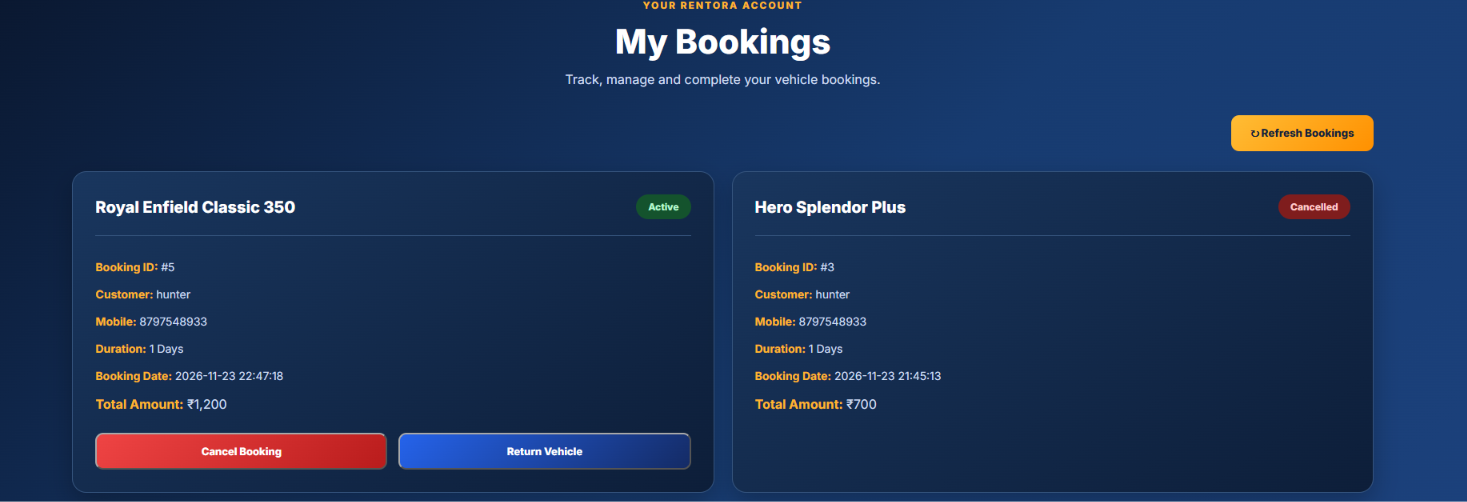 YOUR RENTORA ACCOUNT
My Bookings
Track, manage and complete your vehicle bookings.
↻ Refresh Bookings
Royal Enfield Classic 350
Active
Booking ID: #5
Customer: hunter
Mobile: 8797548933
Duration: 1 Days
Booking Date: 2026-11-23 22:47:18
Total Amount: ₹1,200
Cancel Booking
Return Vehicle
Hero Splendor Plus
Cancelled
Booking ID: #3
Customer: hunter
Mobile: 8797548933
Duration: 1 Days
Booking Date: 2026-11-23 21:45:13
Total Amount: ₹700